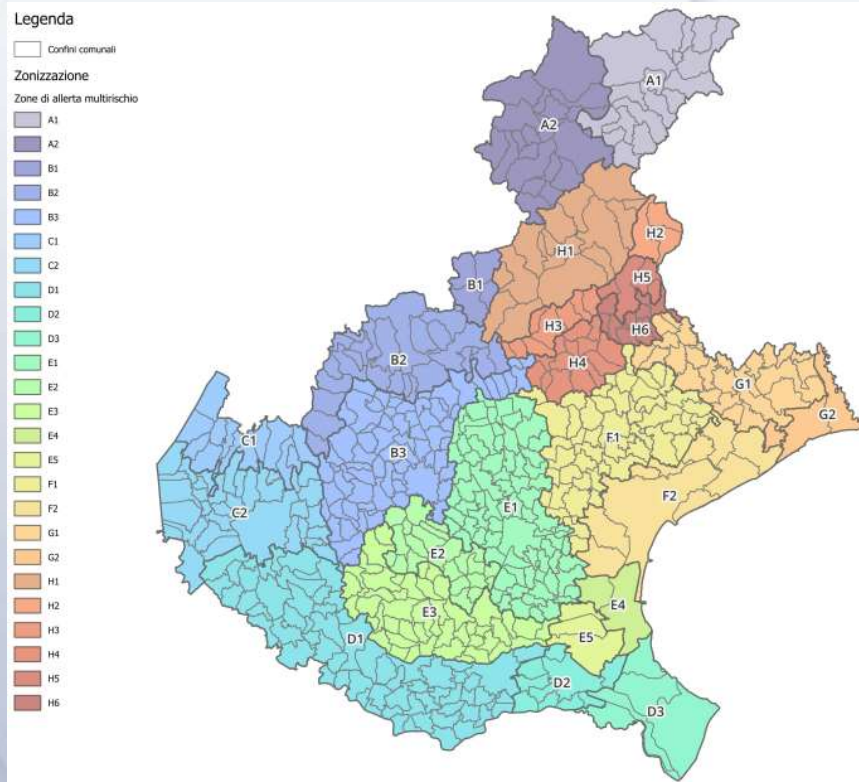 Legenda
Confini comunali
Zonizzazione
Zone di allerta multirischio
A1
A2
B1
B2
B3
C1
C2
D1
D2
D3
E1
E2
E3
E4
E5
F1
F2
G1
G2
H1
H2
H3
H4
H5
H6
A1
A2
H2
H1
H5
B1
H3
H6
B2
H4
G1
G2
F1
C1
B3
F2
E1
C2
E2
E4
E3
E5
D1
D2
D3